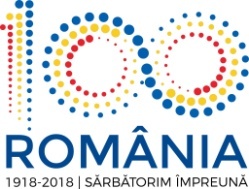 100
ROMÂNIA
1918-2018 | SĂRBĂTORIM ÎMPREUNĂ